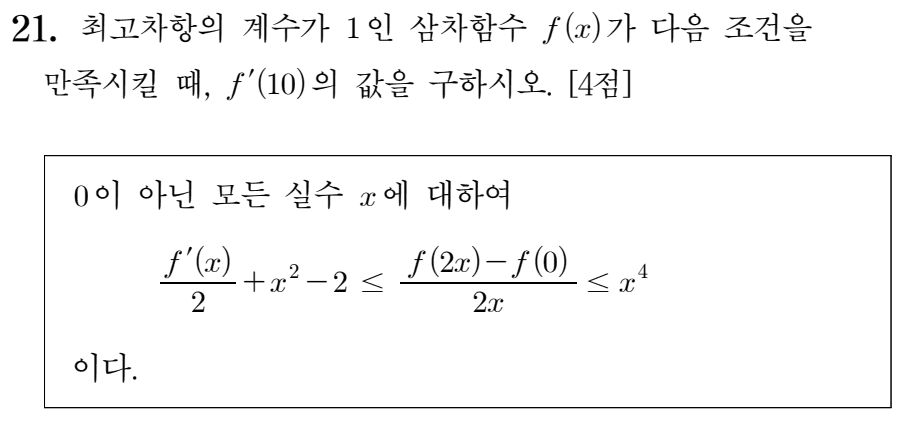 21. 최고차항의 계수가 1인 삼차함수 f(x)가 다음 조건을
만족시킬 때, f′(10)의 값을 구하시오. [4점]
0이 아닌 모든 실수 x에 대하여
f′(x)/2 + x² − 2 ≤ (f(2x) − f(0))/2x ≤ x⁴
이다.